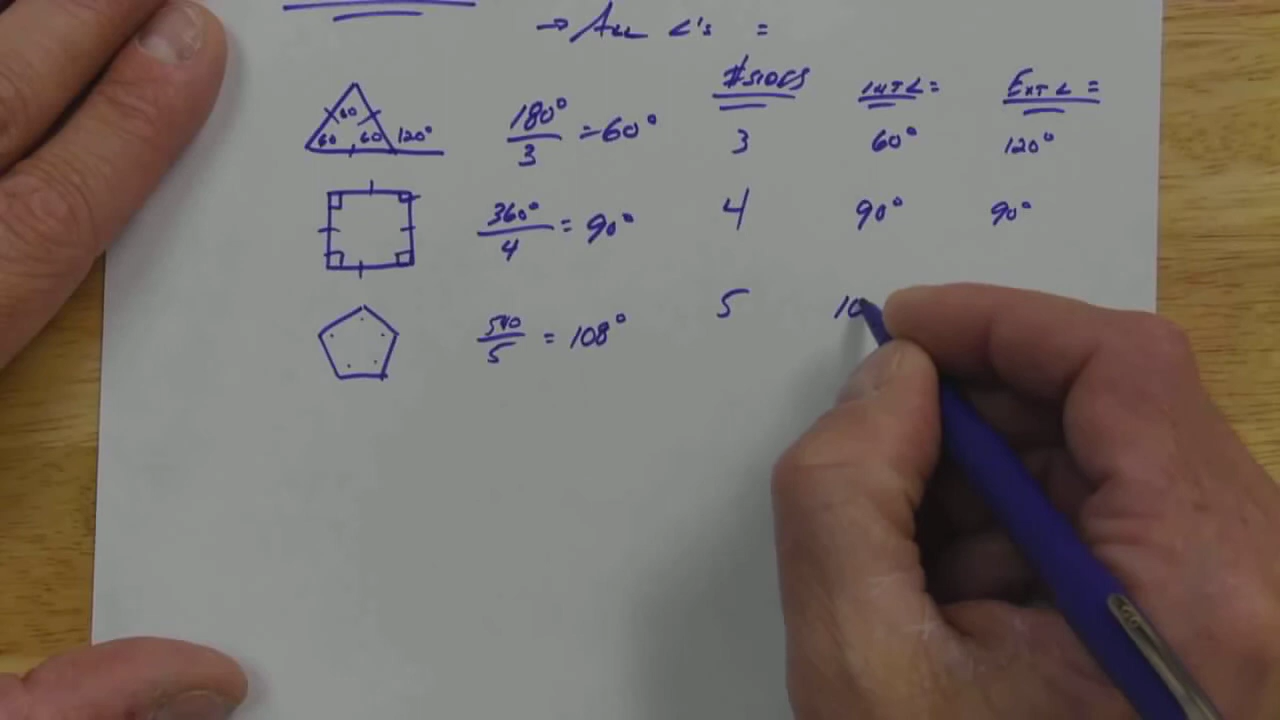 → ALL ∠'s =
# SIDES INT ∠ = EXT ∠ =
60 60 60 120° 180°/3 = 60° 3 60° 120°
360°/4 = 90° 4 90° 90°
540/5 = 108° 5 10